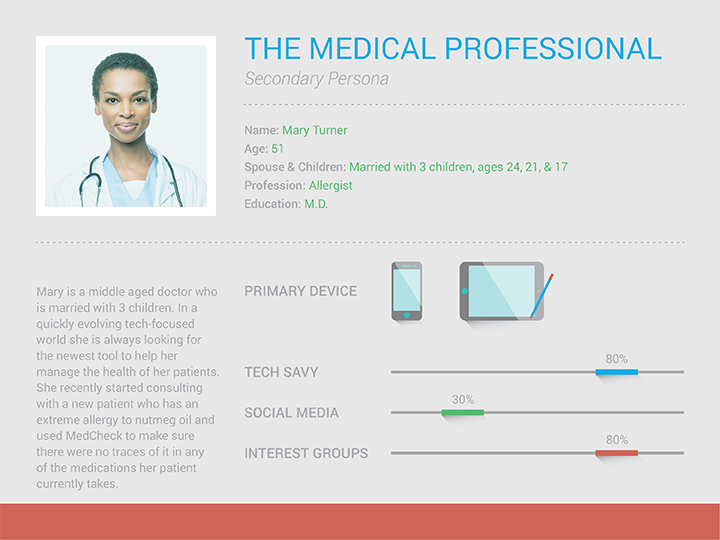 THE MEDICAL PROFESSIONAL
Secondary Persona
Name: Mary Turner
Age: 51
Spouse & Children: Married with 3 children, ages 24, 21, & 17
Profession: Allergist
Education: M.D.
Mary is a middle aged doctor who
is married with 3 children. In a
quickly evolving tech-focused
world she is always looking for
the newest tool to help her
manage the health of her patients.
She recently started consulting
with a new patient who has an
extreme allergy to nutmeg oil and
used MedCheck to make sure
there were no traces of it in any
of the medications her patient
currently takes.
PRIMARY DEVICE
80%
TECH SAVY
30%
SOCIAL MEDIA
80%
INTEREST GROUPS